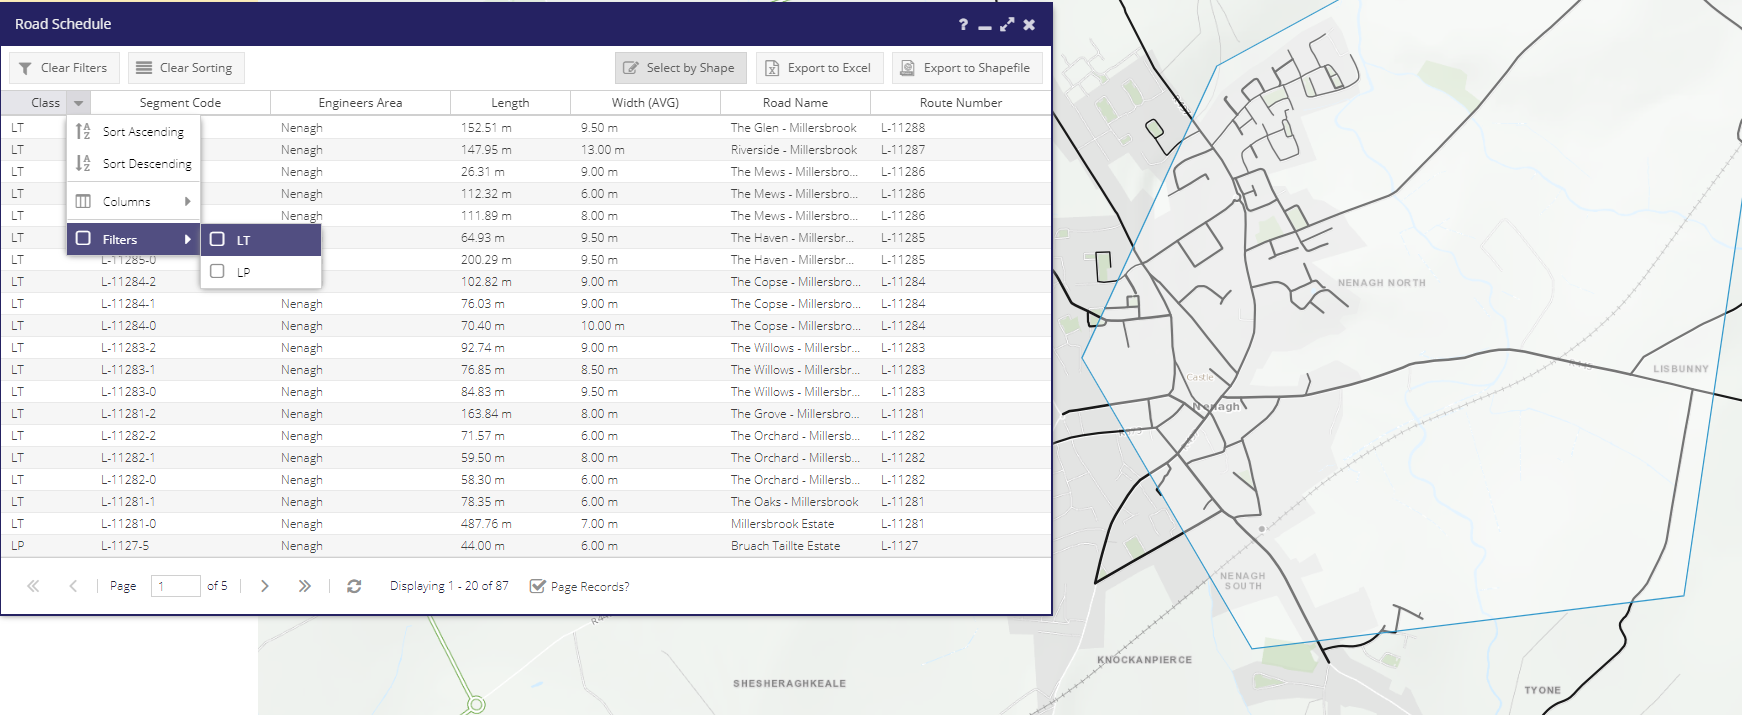 Road Schedule
Clear Filters Clear Sorting Select by Shape Export to Excel Export to Shapefile
Class Segment Code Engineers Area Length Width (AVG) Road Name Route Number
LT Nenagh 152.51 m 9.50 m The Glen - Millersbrook L-11288
LT Nenagh 147.95 m 13.00 m Riverside - Millersbrook L-11287
LT Nenagh 26.31 m 9.00 m The Mews - Millersbro... L-11286
LT Nenagh 112.32 m 6.00 m The Mews - Millersbro... L-11286
LT Nenagh 111.89 m 8.00 m The Mews - Millersbro... L-11286
LT 64.93 m 9.50 m The Haven - Millersbr... L-11285
LT L-11285-0 200.29 m 9.50 m The Haven - Millersbr... L-11285
LT L-11284-2 102.82 m 9.00 m The Copse - Millersbro... L-11284
LT L-11284-1 Nenagh 76.03 m 9.00 m The Copse - Millersbro... L-11284
LT L-11284-0 Nenagh 70.40 m 10.00 m The Copse - Millersbro... L-11284
LT L-11283-2 Nenagh 92.74 m 9.00 m The Willows - Millersbr... L-11283
LT L-11283-1 Nenagh 76.85 m 8.50 m The Willows - Millersbr... L-11283
LT L-11283-0 Nenagh 84.83 m 9.50 m The Willows - Millersbr... L-11283
LT L-11281-2 Nenagh 163.84 m 8.00 m The Grove - Millersbro... L-11281
LT L-11282-2 Nenagh 71.57 m 6.00 m The Orchard - Millersb... L-11282
LT L-11282-1 Nenagh 59.50 m 8.00 m The Orchard - Millersb... L-11282
LT L-11282-0 Nenagh 58.30 m 6.00 m The Orchard - Millersb... L-11282
LT L-11281-1 Nenagh 78.35 m 6.00 m The Oaks - Millersbrook L-11281
LT L-11281-0 Nenagh 487.76 m 7.00 m Millersbrook Estate L-11281
LP L-1127-5 Nenagh 44.00 m 6.00 m Bruach Taillte Estate L-1127
Sort Ascending
Sort Descending
Columns
Filters
LT
LP
Page 1 of 5 Displaying 1 - 20 of 87 Page Records?
NENAGH NORTH
LISBUNNY
Castle
Nenagh
NENAGH
SOUTH
KNOCKANPIERCE
SHESHERAGHKEALE
TYONE